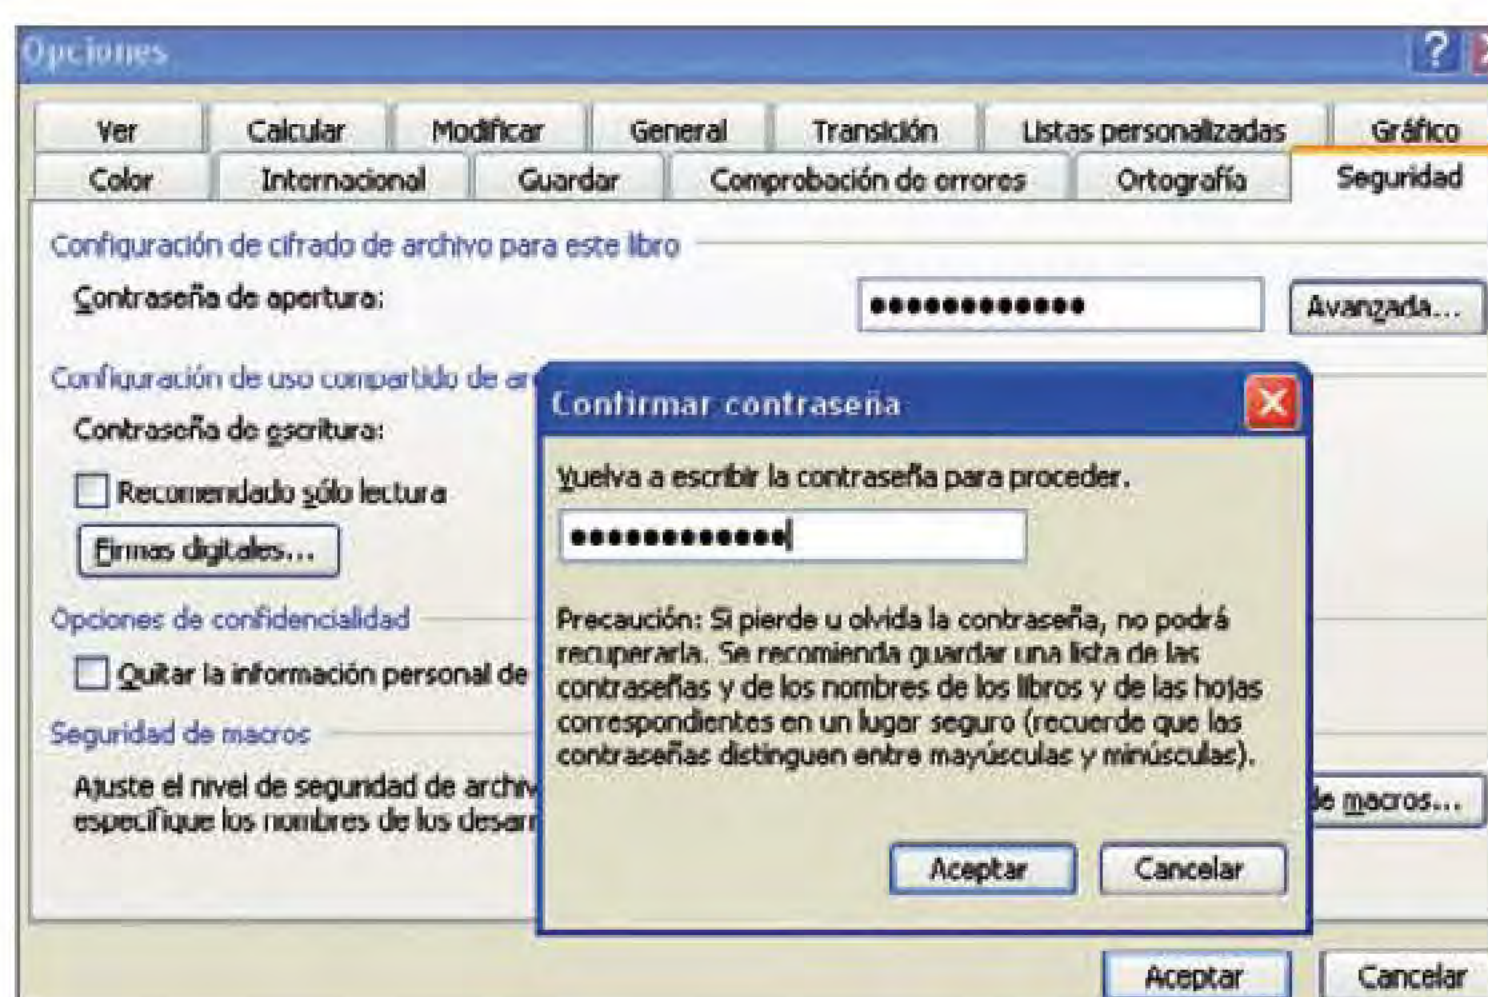 Opciones
?
Ver Calcular Modificar General Transición Listas personalizadas Gráfico
Color Internacional Guardar Comprobación de errores Ortografía Seguridad
Configuración de cifrado de archivo para este libro
Contraseña de apertura: ●●●●●●●●●●●● Avanzada...
Configuración de uso compartido de
Contraseña de escritura:
Recomendado sólo lectura
Firmas digitales...
Opciones de confidencialidad
Quitar la información personal de
Seguridad de macros
Ajuste el nivel de seguridad de
especifique los nombres de los
de macros...
Confirmar contraseña
Vuelva a escribir la contraseña para proceder.
●●●●●●●●●●●●
Precaución: Si pierde u olvida la contraseña, no podrá
recuperarla. Se recomienda guardar una lista de las
contraseñas y de los nombres de los libros y de las hojas
correspondientes en un lugar seguro (recuerde que las
contraseñas distinguen entre mayúsculas y minúsculas).
Aceptar Cancelar
Aceptar Cancelar